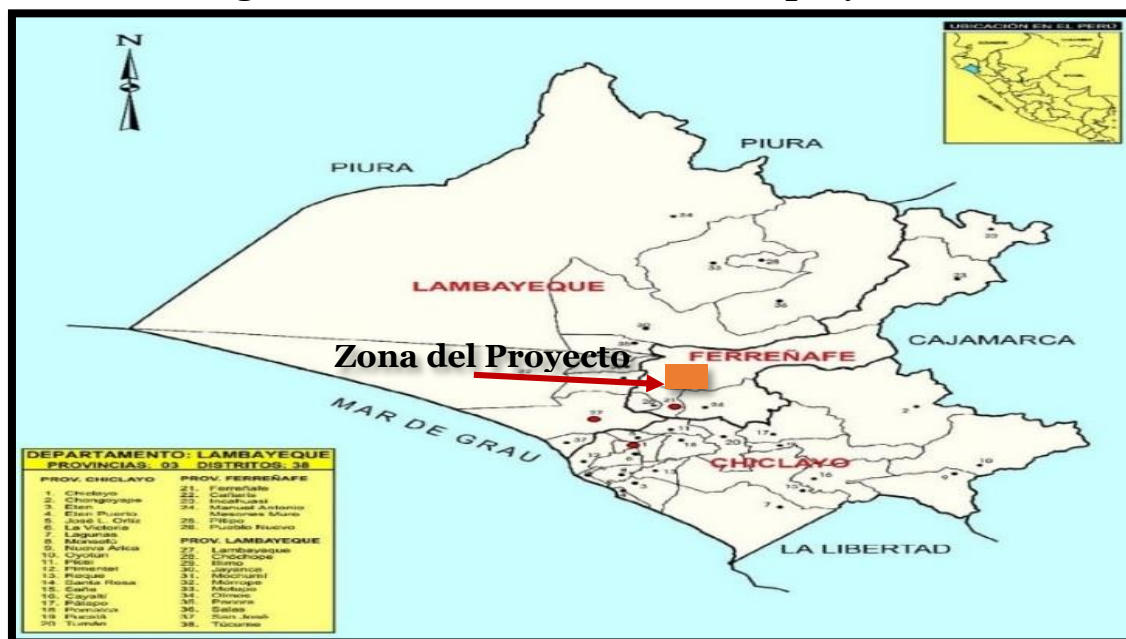 UBICACIÓN EN EL PERÚ
N
PIURA
PIURA
LAMBAYEQUE
CAJAMARCA
Zona del Proyecto
FERREÑAFE
MAR DE GRAU
CHICLAYO
LA LIBERTAD
DEPARTAMENTO: LAMBAYEQUE
PROVINCIAS: 03 DISTRITOS: 38
PROV. CHICLAYO
1. Chiclayo
2. Chongoyape
3. Eten
4. Eten Puerto
5. José L. Ortiz
6. La Victoria
7. Lagunas
8. Monsefú
9. Nueva Arica
10. Oyotún
11. Picsi
12. Pimentel
13. Reque
14. Santa Rosa
15. Saña
16. Cayaltí
17. Pátapo
18. Pomalca
19. Pucalá
20. Tumán
PROV. FERREÑAFE
21. Ferreñafe
22. Cañaris
23. Incahuasi
24. Manuel Antonio
Mesones Muro
25. Pítipo
26. Pueblo Nuevo
PROV. LAMBAYEQUE
27. Lambayeque
28. Chóchope
29. Illimo
30. Jayanca
31. Mochumí
32. Mórrope
33. Motupe
34. Olmos
35. Pacora
36. Salas
37. San José
38. Túcume